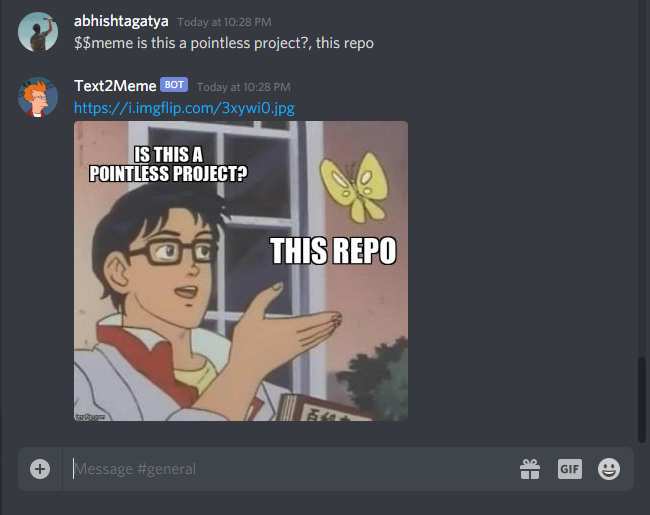 abhishtagatya Today at 10:28 PM
$$meme is this a pointless project?, this repo
Text2Meme BOT Today at 10:28 PM
https://i.imgflip.com/3xywi0.jpg
IS THIS A
POINTLESS PROJECT?
THIS REPO
imgflip.com
Message #general
GIF